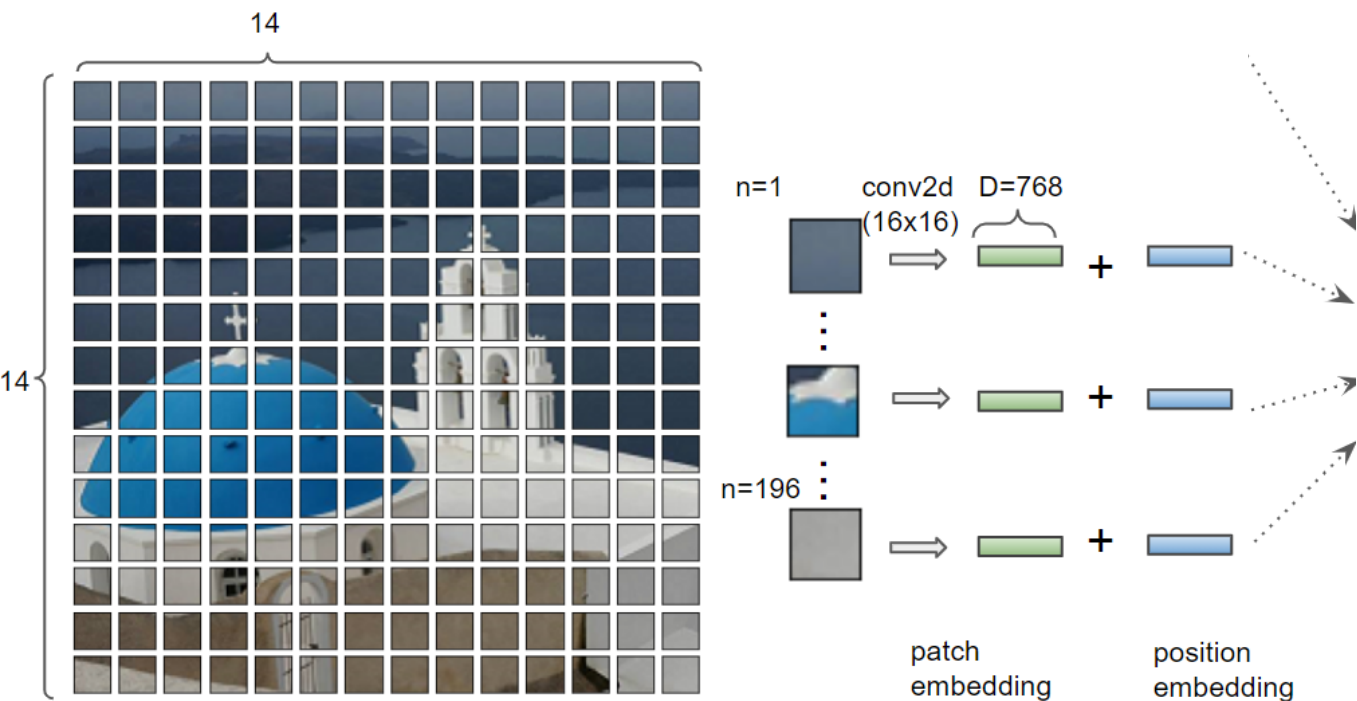 14
14
n=1
conv2d
(16x16)
D=768
+
+
n=196
+
patch
embedding
position
embedding